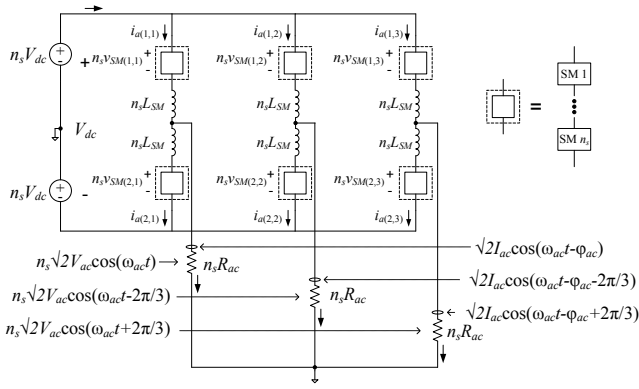 i_a(1,1) i_a(1,2) i_a(1,3)
n_sV_dc + n_sv_SM(1,1) + - n_sv_SM(1,2) + - n_sv_SM(1,3) + -
SM 1
n_sL_SM n_sL_SM n_sL_SM
=
V_dc
n_sL_SM n_sL_SM n_sL_SM
SM n_s
n_sV_dc - n_sv_SM(2,1) + - n_sv_SM(2,2) + - n_sv_SM(2,3) + -
i_a(2,1) i_a(2,2) i_a(2,3)
n_s√2V_accos(ω_act) n_sR_ac √2I_accos(ω_act-φ_ac)
n_s√2V_accos(ω_act-2π/3) n_sR_ac √2I_accos(ω_act-φ_ac-2π/3)
n_s√2V_accos(ω_act+2π/3) n_sR_ac √2I_accos(ω_act-φ_ac+2π/3)